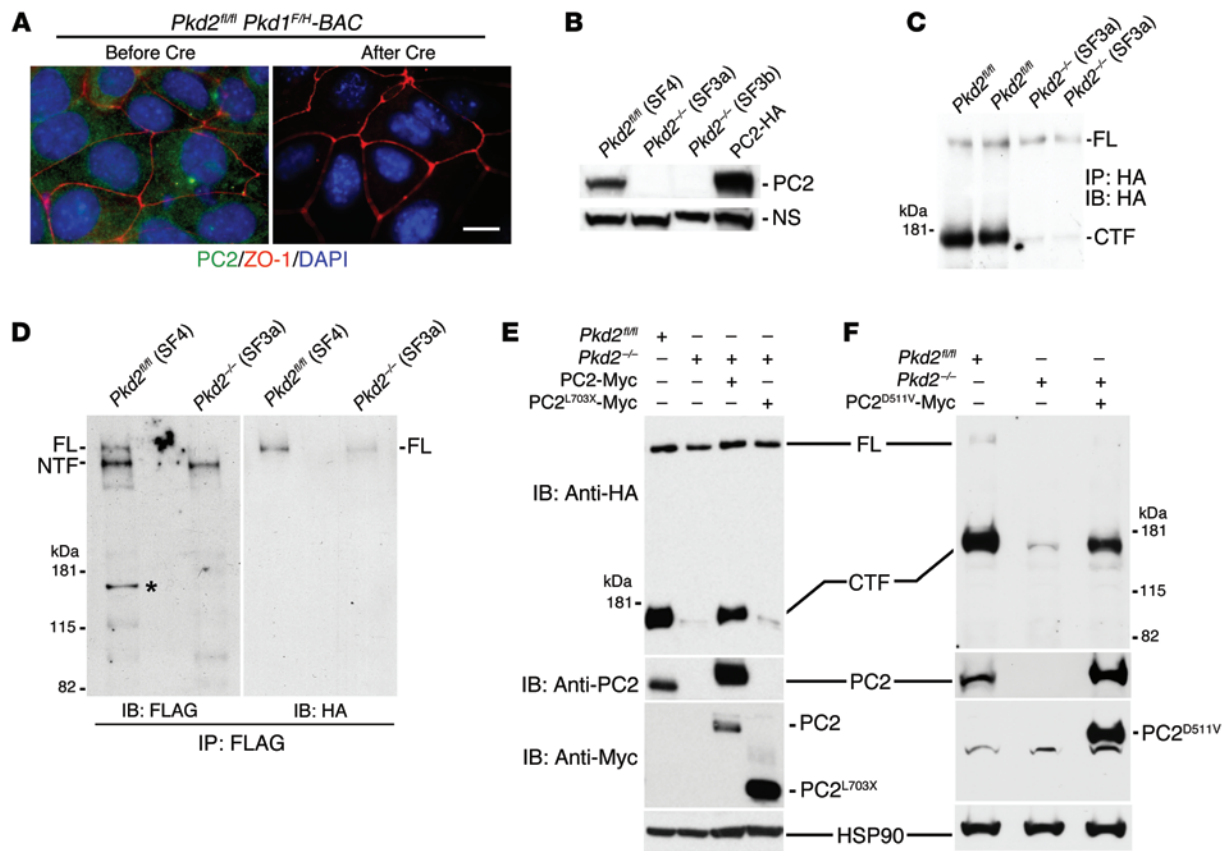 A
Pkd2fl/fl Pkd1F/H-BAC
Before Cre
After Cre
PC2/ZO-1/DAPI
B
Pkd2fl/fl (SF4)
Pkd2–/– (SF3a)
Pkd2–/– (SF3b)
PC2-HA
-PC2
-NS
C
Pkd2fl/fl
Pkd2fl/fl
Pkd2–/– (SF3a)
Pkd2–/– (SF3a)
-FL
IP: HA
IB: HA
kDa
181-
-CTF
D
Pkd2fl/fl (SF4)
Pkd2–/– (SF3a)
Pkd2fl/fl (SF4)
Pkd2–/– (SF3a)
FL-
NTF-
-FL
kDa
181-
*
115-
82-
IB: FLAG
IB: HA
IP: FLAG
E
Pkd2fl/fl + – – –
Pkd2–/– – + + +
PC2-Myc – – + –
PC2L703X-Myc – – – +
IB: Anti-HA
kDa
181-
IB: Anti-PC2
IB: Anti-Myc
-PC2
-PC2L703X
FL
CTF
PC2
HSP90
F
Pkd2fl/fl + – –
Pkd2–/– – + +
PC2D511V-Myc – – +
kDa
-181
-115
-82
-PC2D511V